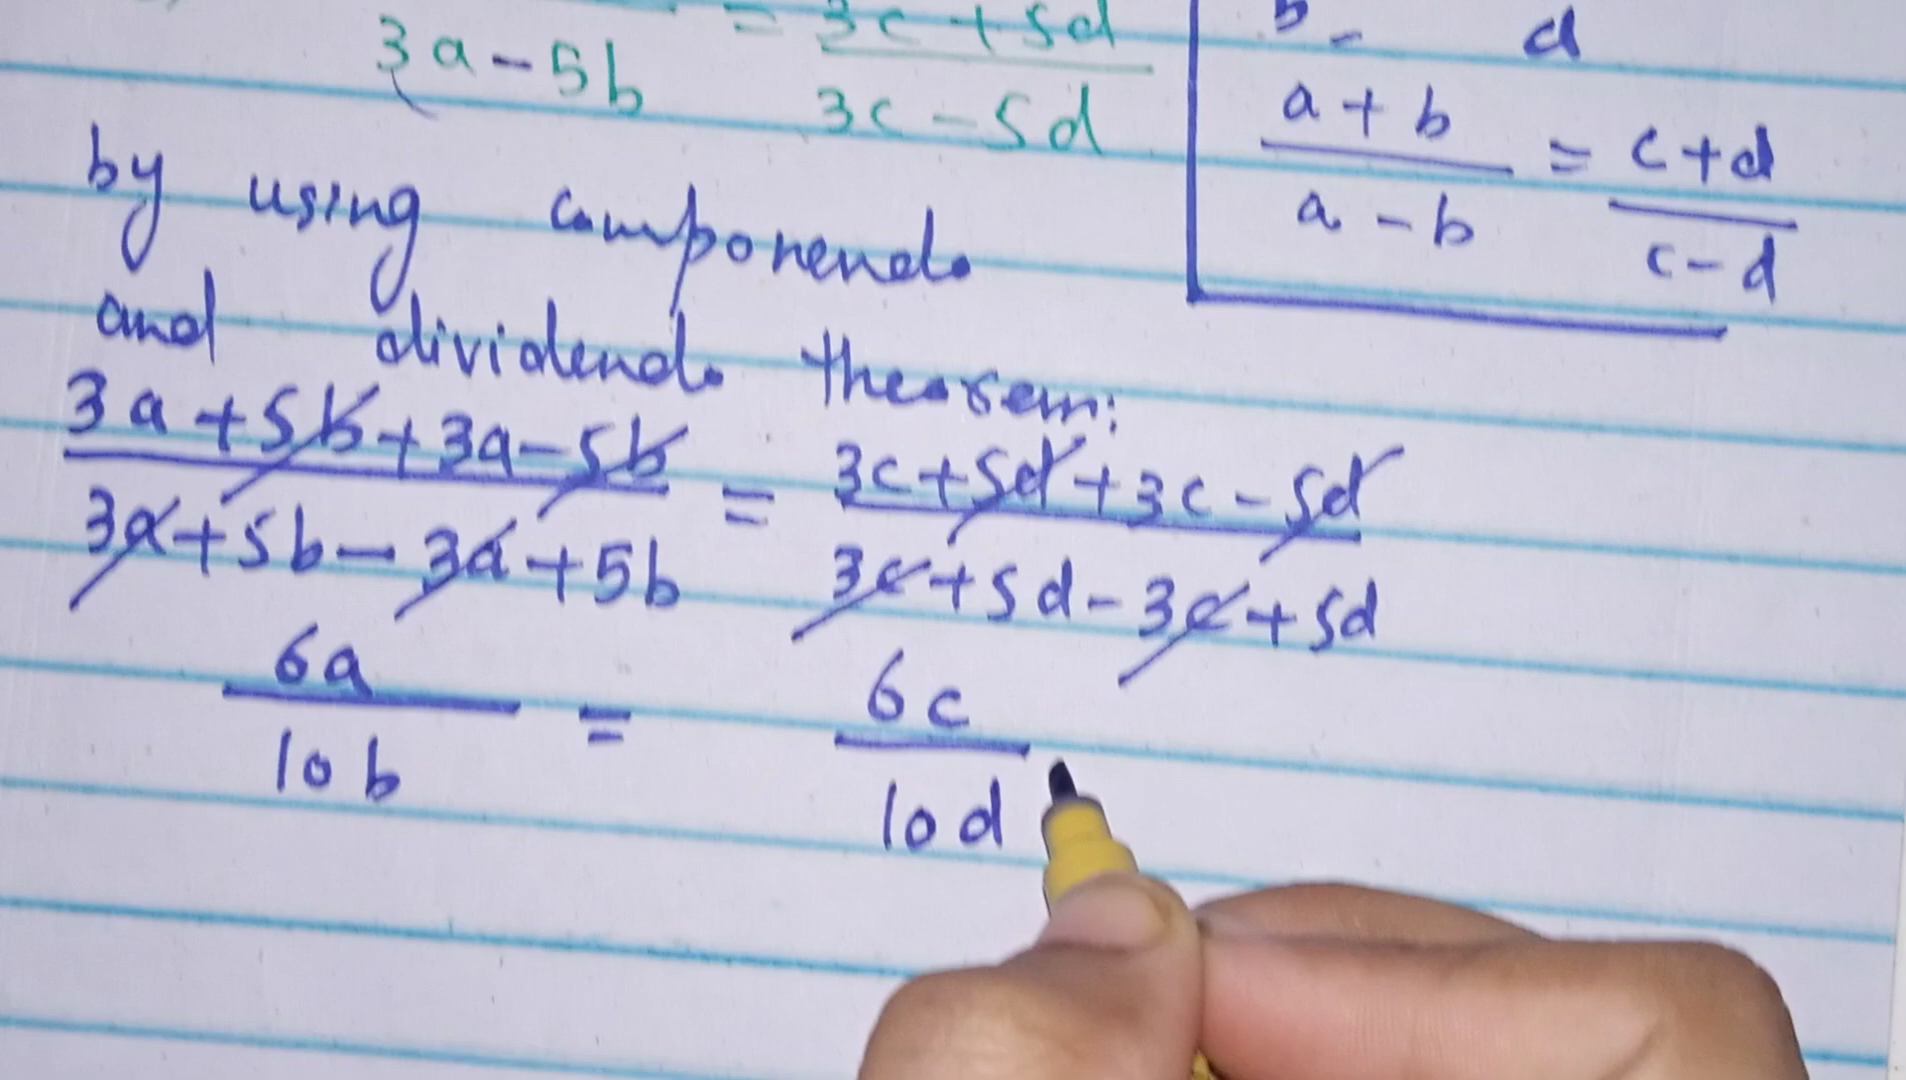 = 3c + 5d
3a - 5b 3c - 5d
d
a + b = c + d
a - b c - d
by using componendo
and dividendo theorem:
3a + 5b + 3a - 5b = 3c + 5d + 3c - 5d
3a + 5b - 3a + 5b 3c + 5d - 3c + 5d
6a = 6c
10b 10d